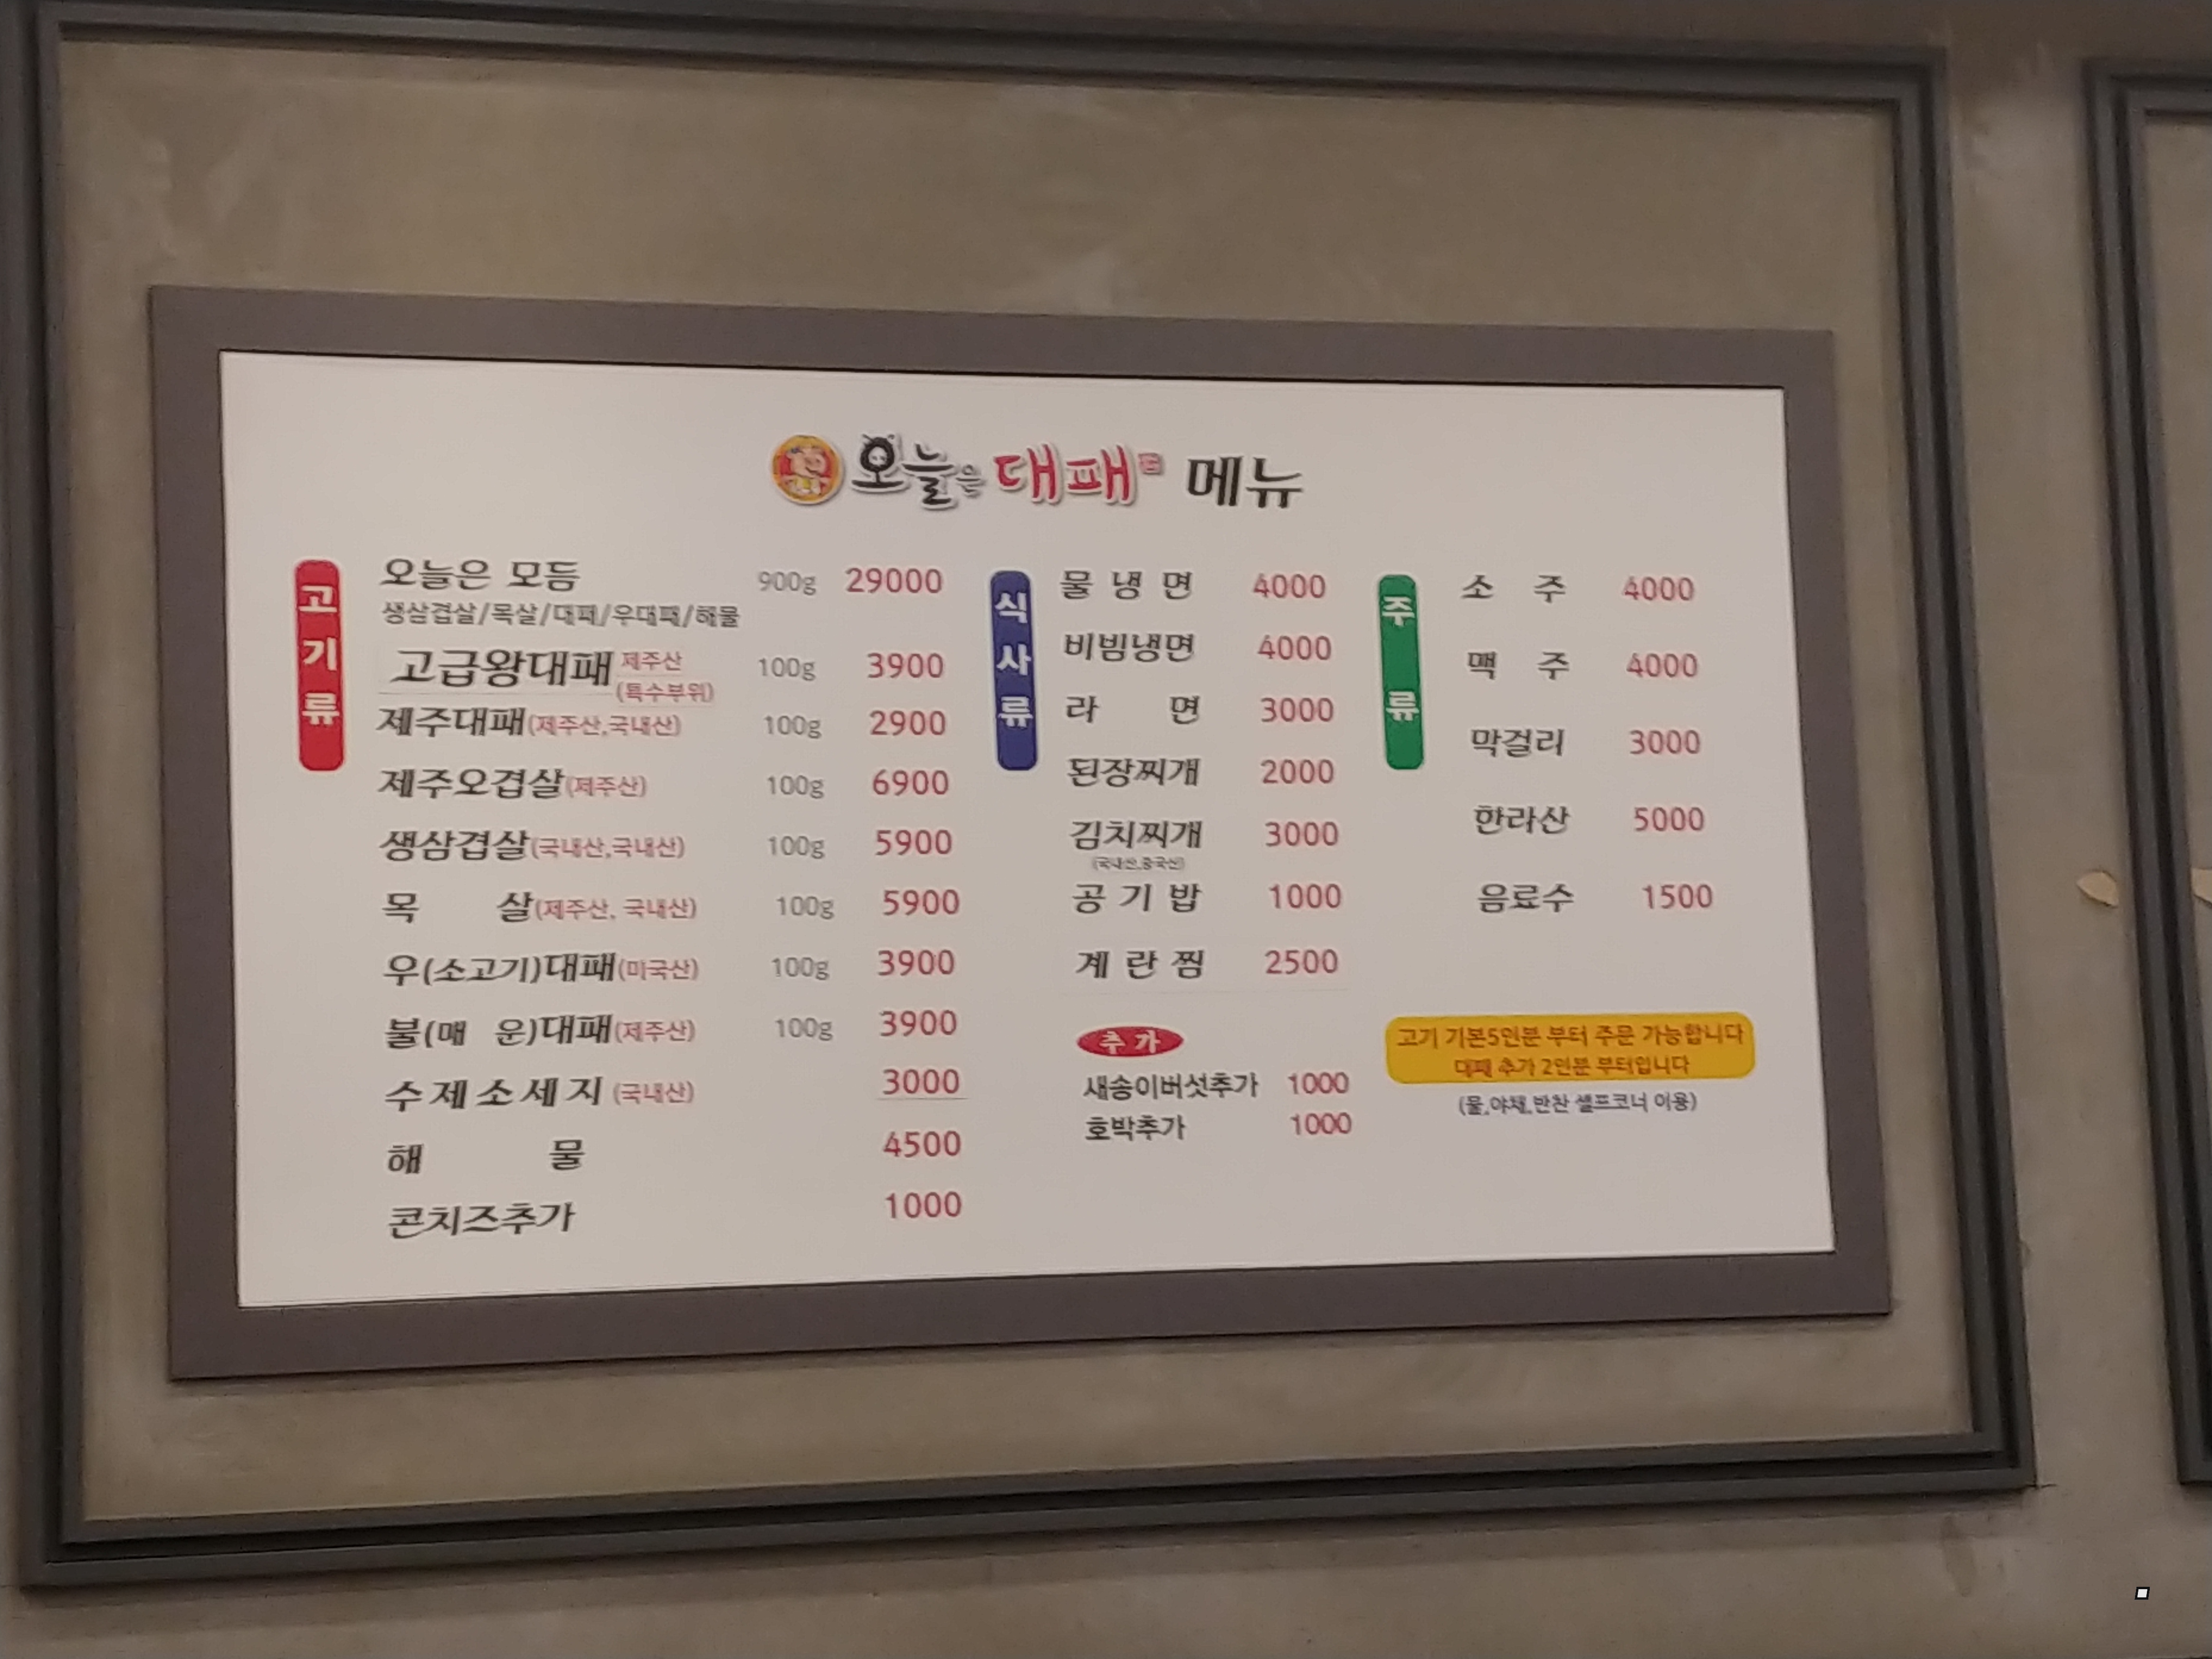 오늘은 대패 메뉴
고기류
오늘은 모듬 900g 29000
생삼겹살/목살/대패/우대패/해물
고급왕대패 제주산 (특수부위) 100g 3900
제주대패(제주산,국내산) 100g 2900
제주오겹살(제주산) 100g 6900
생삼겹살(국내산,국내산) 100g 5900
목 살(제주산, 국내산) 100g 5900
우(소고기)대패(미국산) 100g 3900
불(매 운)대패(제주산) 100g 3900
수제소세지 (국내산) 3000
해 물 4500
콘치즈추가 1000
식사류
물 냉 면 4000
비빔냉면 4000
라 면 3000
된장찌개 2000
김치찌개 3000
(국내산,중국산)
공 기 밥 1000
계 란 찜 2500
추가
새송이버섯추가 1000
호박추가 1000
주류
소 주 4000
맥 주 4000
막걸리 3000
한라산 5000
음료수 1500
고기 기본5인분 부터 주문 가능합니다
대패 추가 2인분 부터입니다
(물,야채,반찬 셀프코너 이용)